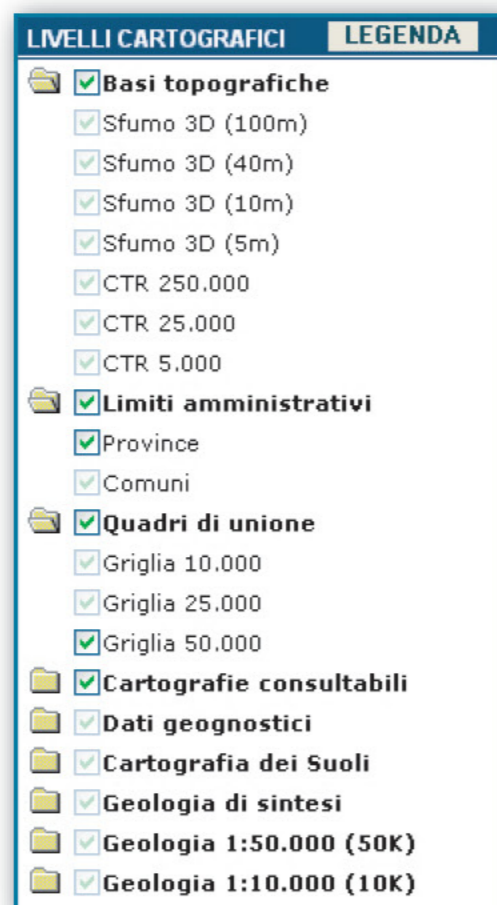 LIVELLI CARTOGRAFICI LEGENDA
Basi topografiche
Sfumo 3D (100m)
Sfumo 3D (40m)
Sfumo 3D (10m)
Sfumo 3D (5m)
CTR 250.000
CTR 25.000
CTR 5.000
Limiti amministrativi
Province
Comuni
Quadri di unione
Griglia 10.000
Griglia 25.000
Griglia 50.000
Cartografie consultabili
Dati geognostici
Cartografia dei Suoli
Geologia di sintesi
Geologia 1:50.000 (50K)
Geologia 1:10.000 (10K)